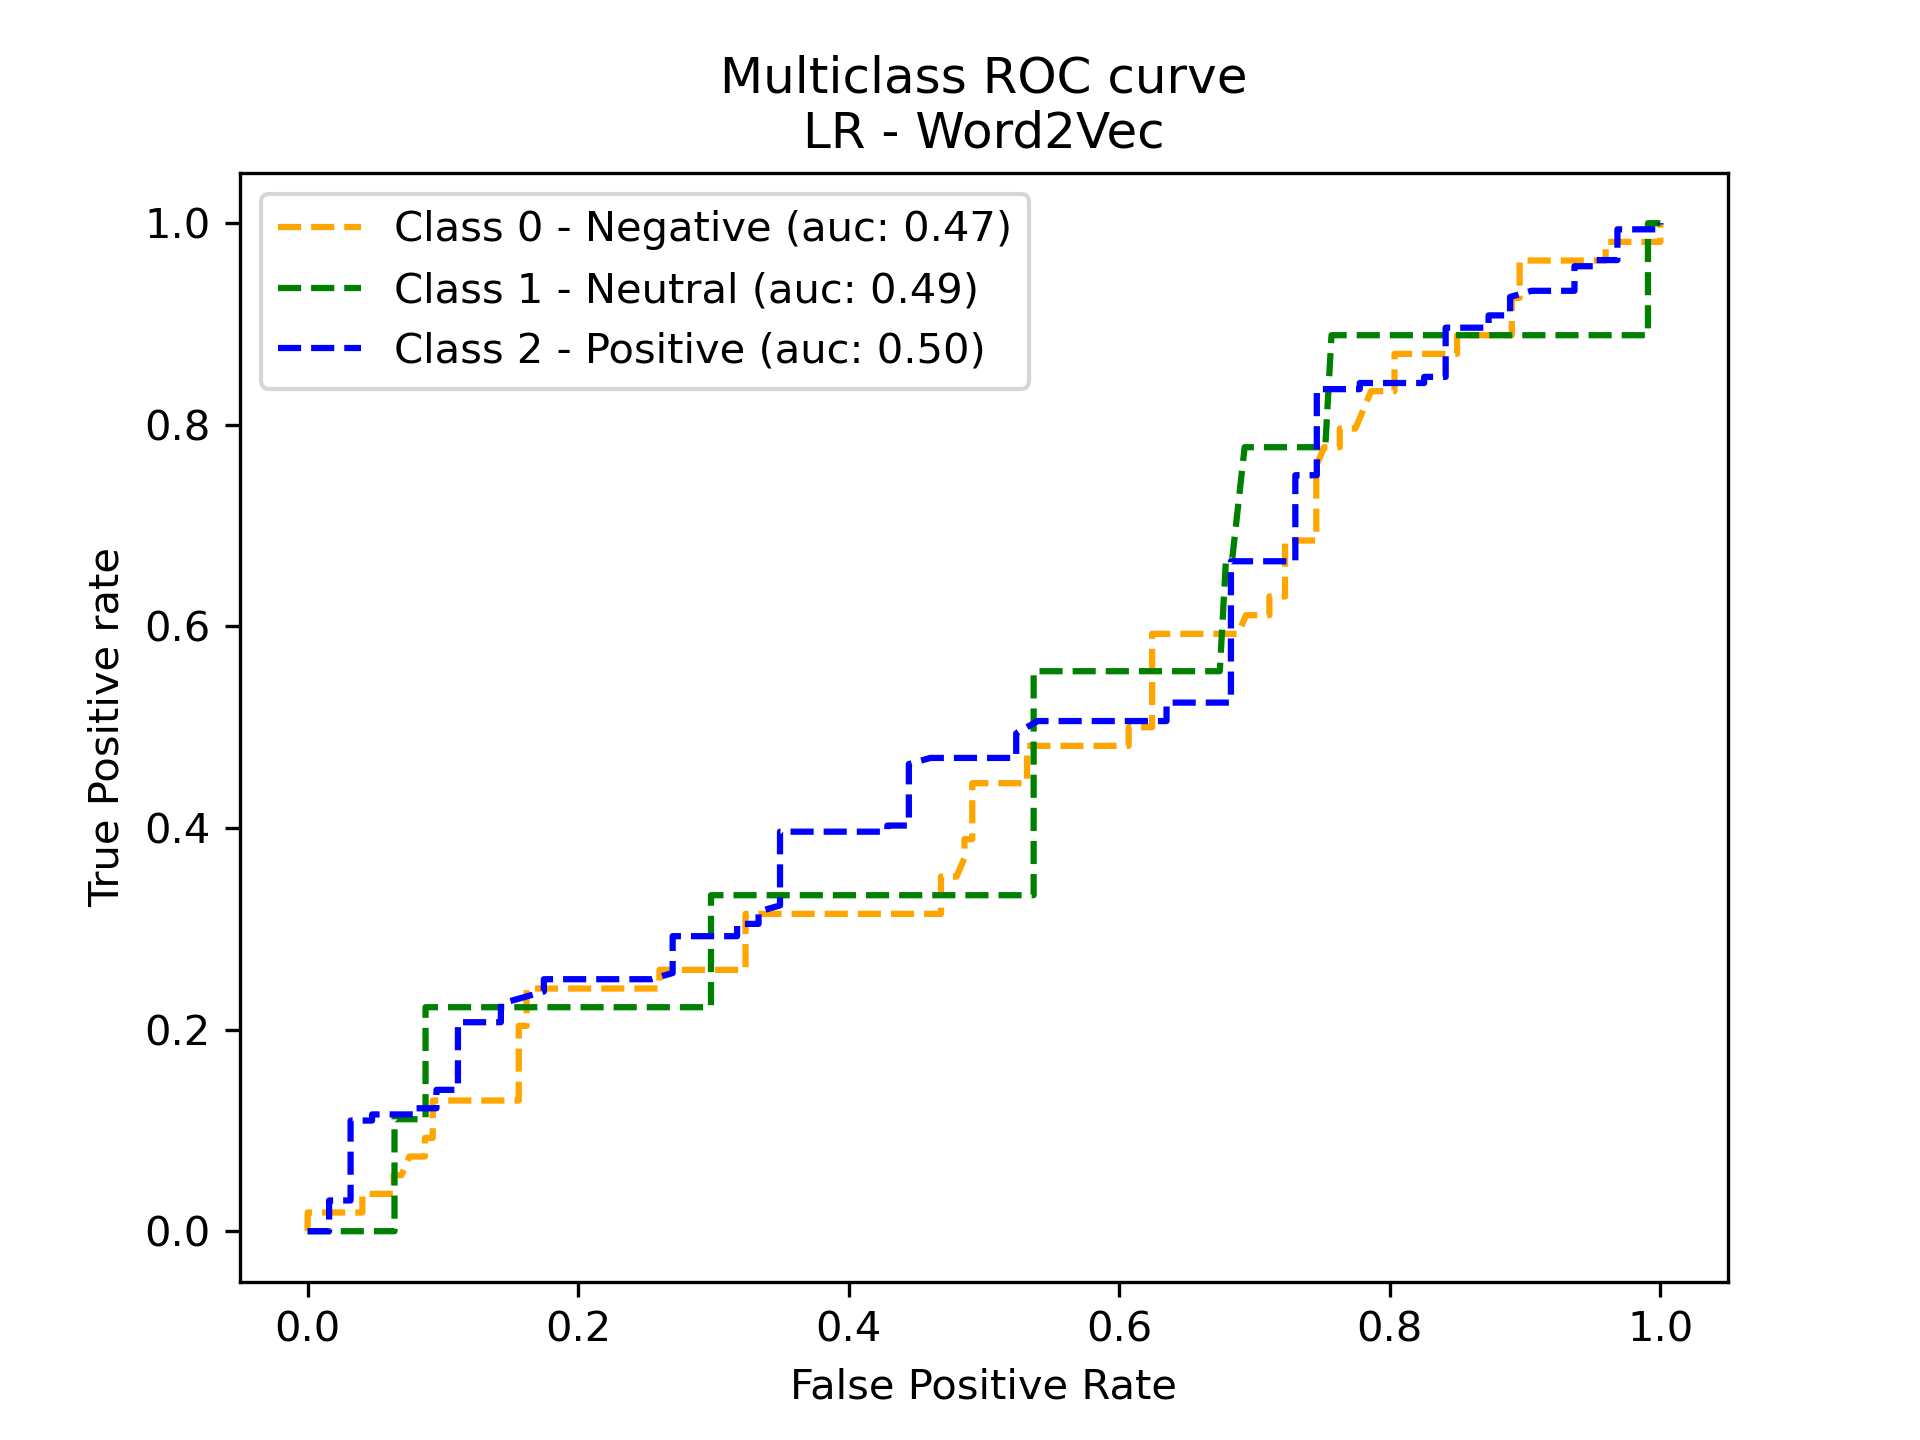 Multiclass ROC curve
LR - Word2Vec
Class 0 - Negative (auc: 0.47)
Class 1 - Neutral (auc: 0.49)
Class 2 - Positive (auc: 0.50)
True Positive rate
1.0
0.8
0.6
0.4
0.2
0.0
0.0 0.2 0.4 0.6 0.8 1.0
False Positive Rate